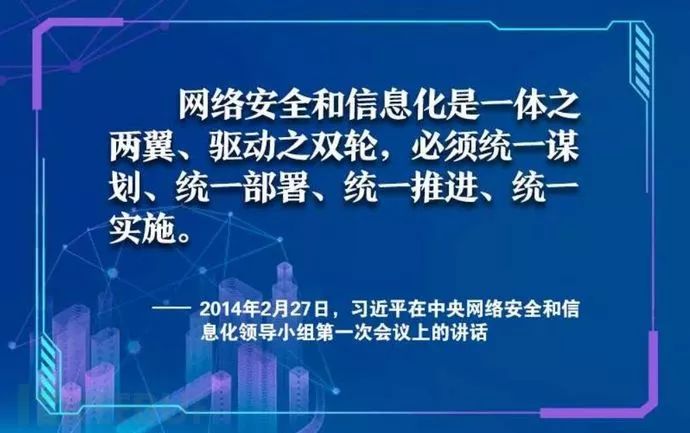 网络安全和信息化是一体之
两翼、驱动之双轮，必须统一谋
划、统一部署、统一推进、统一
实施。
—— 2014年2月27日，习近平在中央网络安全和信
息化领导小组第一次会议上的讲话